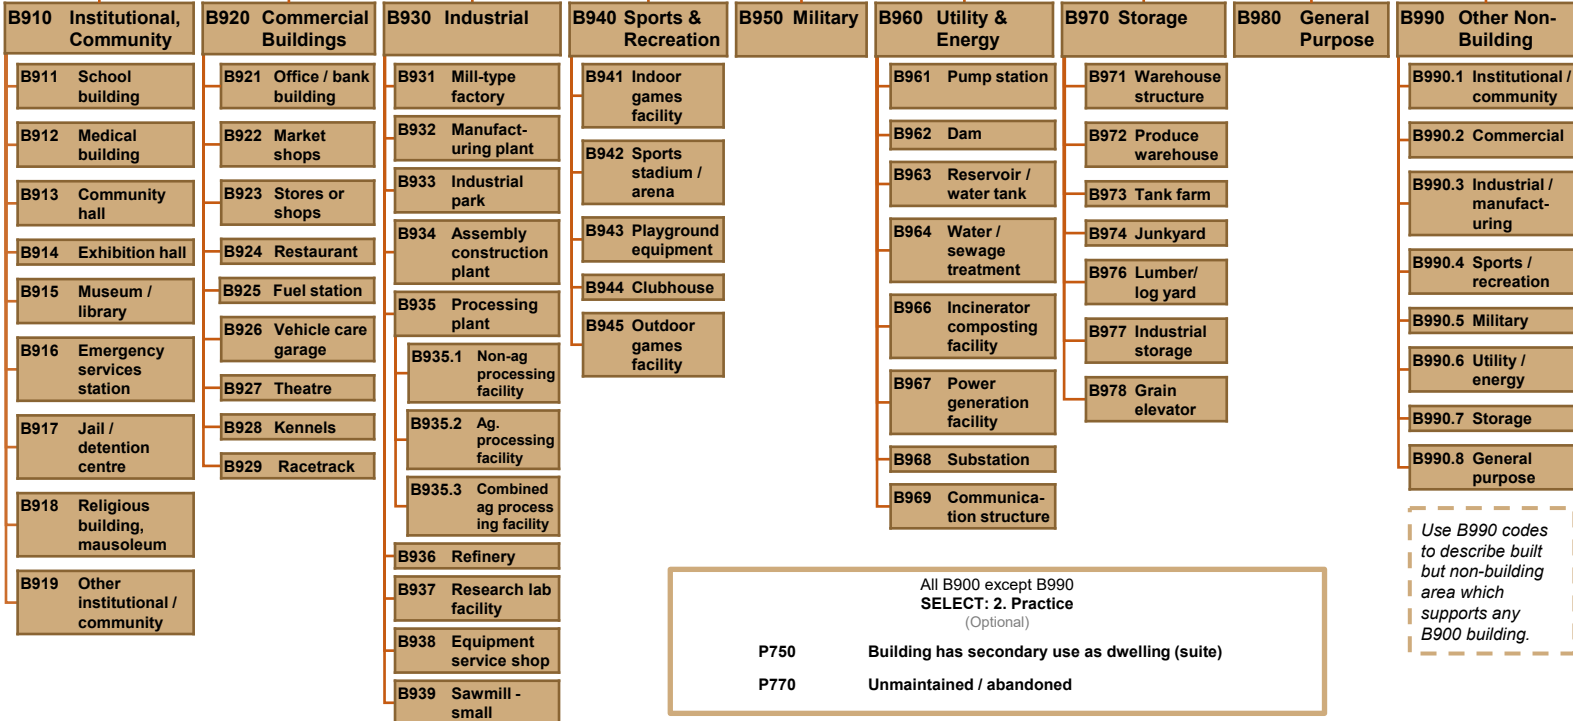 B910 Institutional,
Community
B911 School
building
B912 Medical
building
B913 Community
hall
B914 Exhibition hall
B915 Museum /
library
B916 Emergency
services
station
B917 Jail /
detention
centre
B918 Religious
building,
mausoleum
B919 Other
institutional /
community
B920 Commercial
Buildings
B921 Office / bank
building
B922 Market
shops
B923 Stores or
shops
B924 Restaurant
B925 Fuel station
B926 Vehicle care
garage
B927 Theatre
B928 Kennels
B929 Racetrack
B930 Industrial
B931 Mill-type
factory
B932 Manufact-
uring plant
B933 Industrial
park
B934 Assembly
construction
plant
B935 Processing
plant
B935.1 Non-ag
processing
facility
B935.2 Ag.
processing
facility
B935.3 Combined
ag process
ing facility
B936 Refinery
B937 Research lab
facility
B938 Equipment
service shop
B939 Sawmill -
small
B940 Sports &
Recreation
B941 Indoor
games
facility
B942 Sports
stadium /
arena
B943 Playground
equipment
B944 Clubhouse
B945 Outdoor
games
facility
B950 Military
B960 Utility &
Energy
B961 Pump station
B962 Dam
B963 Reservoir /
water tank
B964 Water /
sewage
treatment
B966 Incinerator
composting
facility
B967 Power
generation
facility
B968 Substation
B969 Communica-
tion structure
B970 Storage
B971 Warehouse
structure
B972 Produce
warehouse
B973 Tank farm
B974 Junkyard
B976 Lumber/
log yard
B977 Industrial
storage
B978 Grain
elevator
B980 General
Purpose
B990 Other Non-
Building
B990.1 Institutional /
community
B990.2 Commercial
B990.3 Industrial /
manufact-
uring
B990.4 Sports /
recreation
B990.5 Military
B990.6 Utility /
energy
B990.7 Storage
B990.8 General
purpose
Use B990 codes
to describe built
but non-building
area which
supports any
B900 building.
All B900 except B990
SELECT: 2. Practice
(Optional)
P750 Building has secondary use as dwelling (suite)
P770 Unmaintained / abandoned